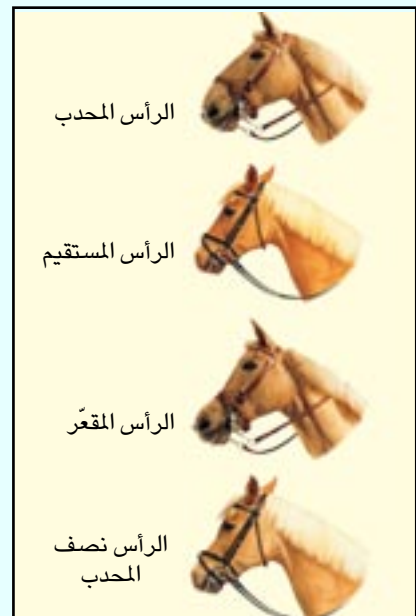 الرأس المحدب
الرأس المستقيم
الرأس المقعّر
الرأس نصف
المحدب